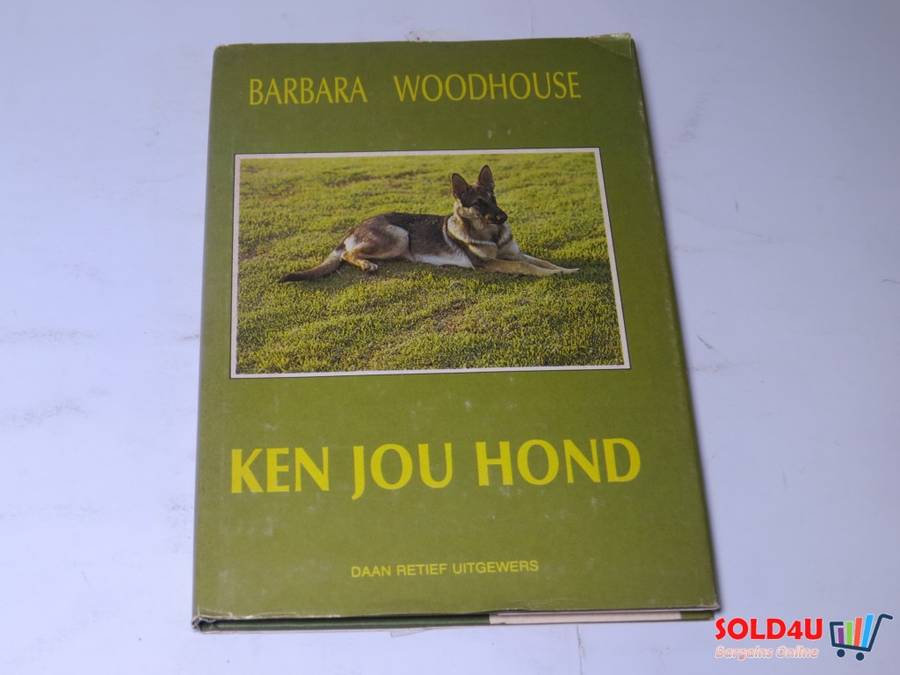 BARBARA WOODHOUSE
KEN JOU HOND
DAAN RETIEF UITGEWERS
SOLD4U
Bargains Online